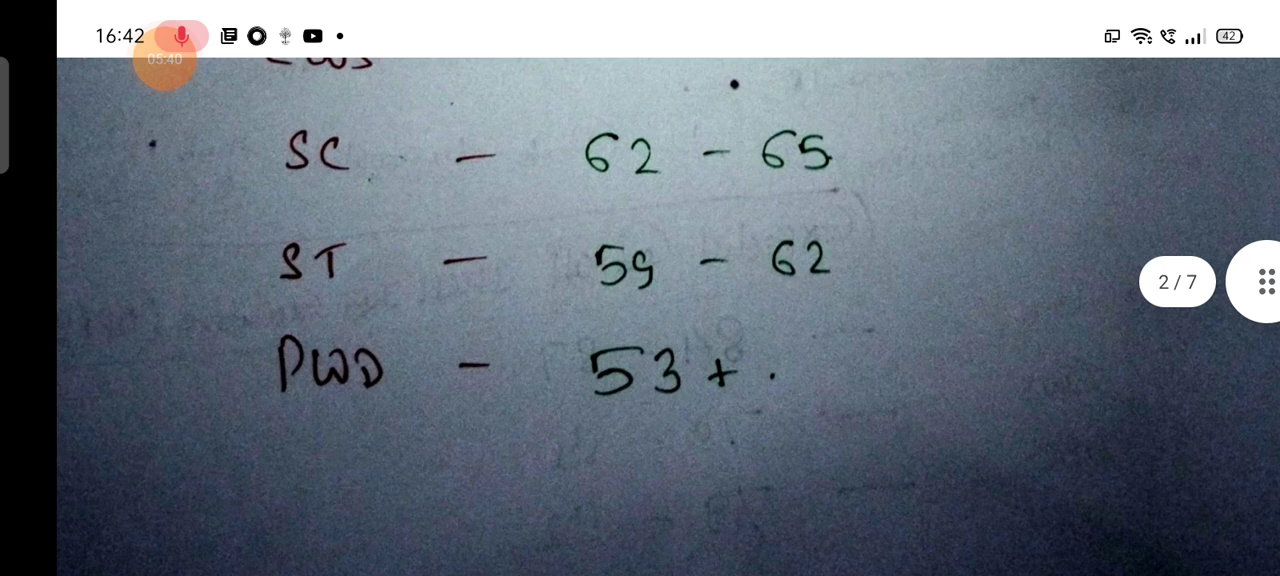 16:42
42
05:40
SC - 62 - 65
ST - 59 - 62
2 / 7
PWD - 53 + .